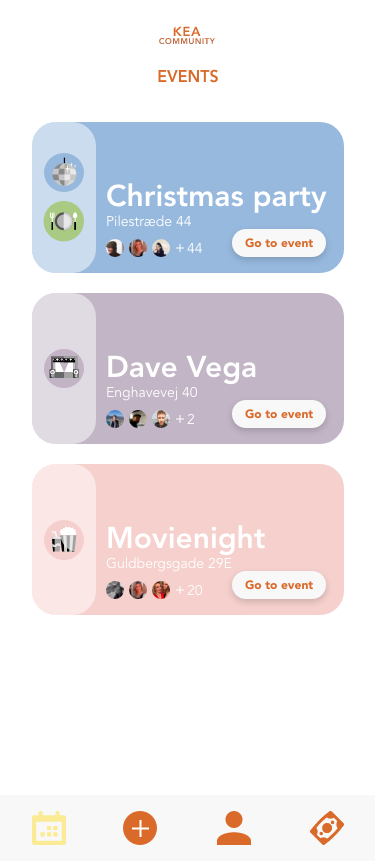 KEA
COMMUNITY
EVENTS
Christmas party
Pilestræde 44
+ 44
Go to event
Dave Vega
Enghavevej 40
+ 2
Go to event
Movienight
Guldbergsgade 29E
+ 20
Go to event